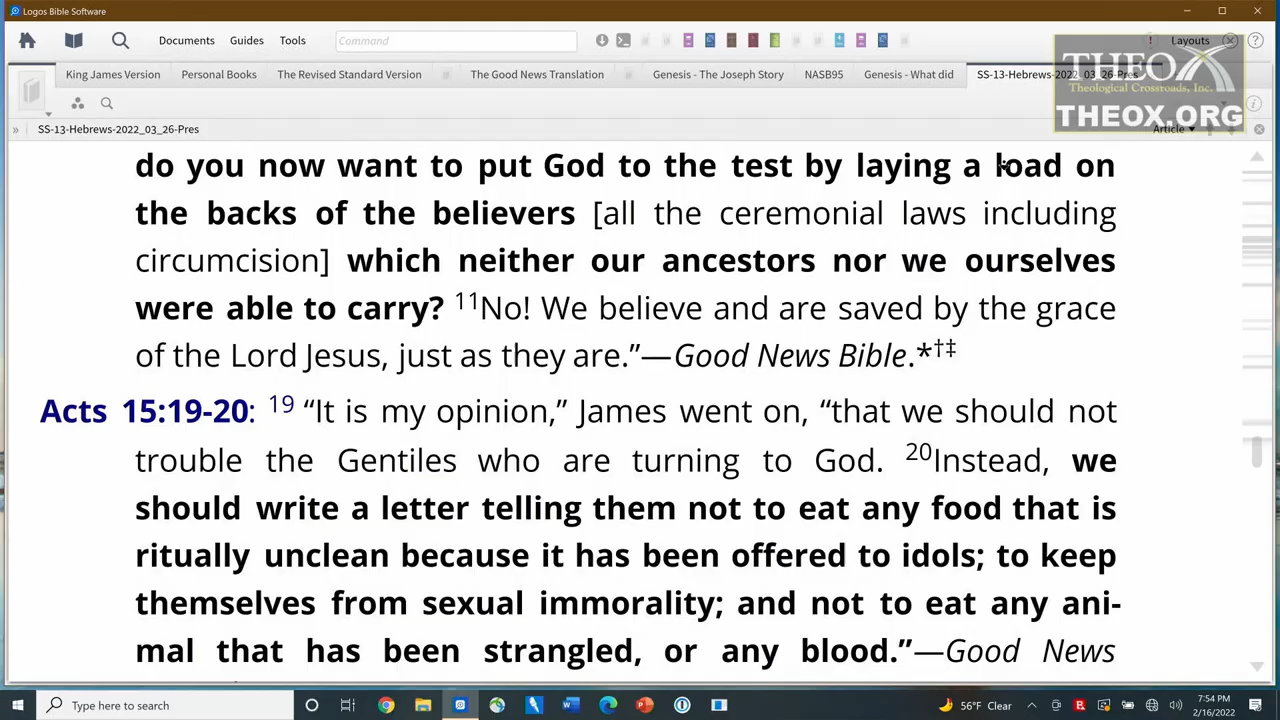 Logos Bible Software
Documents Guides Tools Command Layouts
King James Version Personal Books The Revised Standard Version The Good News Translation Genesis - The Joseph Story NASB95 Genesis - What did SS-13-Hebrews-2022_03_26-Pres
THEOX
Theological Crossroads, Inc.
THEOX.ORG
SS-13-Hebrews-2022_03_26-Pres Article
do you now want to put God to the test by laying a load on
the backs of the believers [all the ceremonial laws including
circumcision] which neither our ancestors nor we ourselves
were able to carry? 11No! We believe and are saved by the grace
of the Lord Jesus, just as they are.”—Good News Bible.*†‡
Acts 15:19-20: 19 “It is my opinion,” James went on, “that we should not
trouble the Gentiles who are turning to God. 20Instead, we
should write a letter telling them not to eat any food that is
ritually unclean because it has been offered to idols; to keep
themselves from sexual immorality; and not to eat any ani-
mal that has been strangled, or any blood.”—Good News
Type here to search
56°F Clear
7:54 PM
2/16/2022